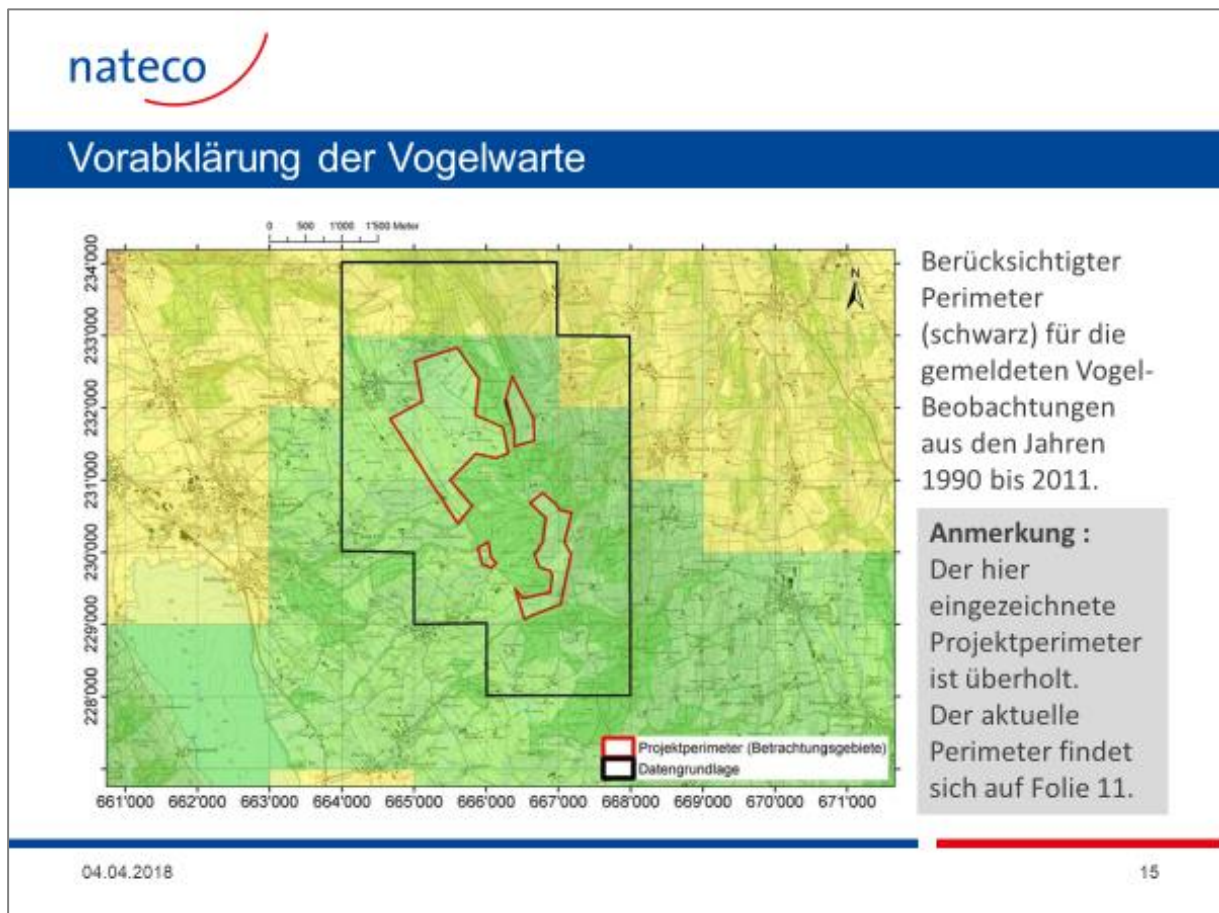 nateco
Vorabklärung der Vogelwarte
0 500 1'000 1'500 Meter
234'000
233'000
232'000
231'000
230'000
229'000
228'000
N
Projektperimeter (Betrachtungsgebiete)
Datengrundlage
661'000 662'000 663'000 664'000 665'000 666'000 667'000 668'000 669'000 670'000 671'000
Berücksichtigter
Perimeter
(schwarz) für die
gemeldeten Vogel-
Beobachtungen
aus den Jahren
1990 bis 2011.
Anmerkung :
Der hier
eingezeichnete
Projektperimeter
ist überholt.
Der aktuelle
Perimeter findet
sich auf Folie 11.
04.04.2018
15